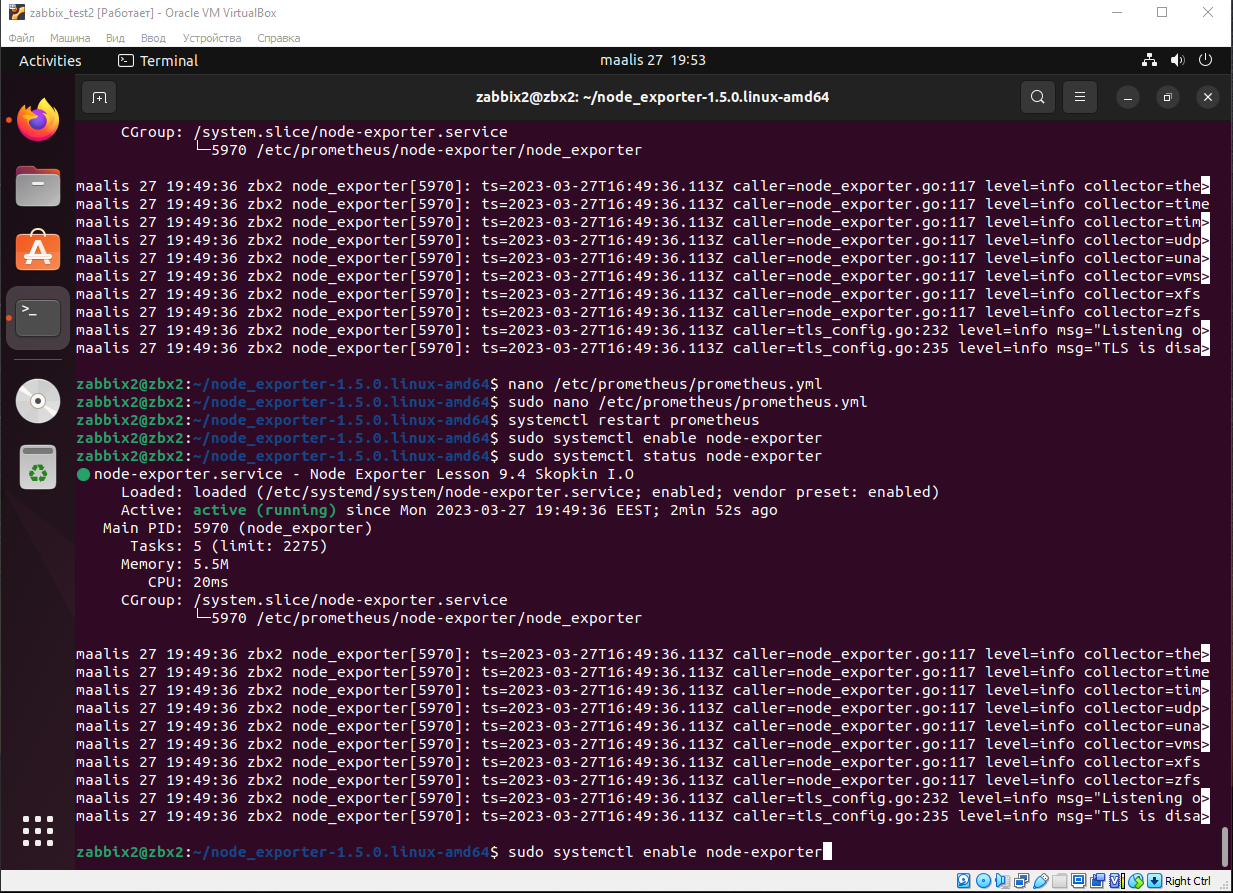 zabbix_test2 [Работает] - Oracle VM VirtualBox
Файл Машина Вид Ввод Устройства Справка
Activities Terminal maalis 27 19:53
zabbix2@zbx2: ~/node_exporter-1.5.0.linux-amd64
CGroup: /system.slice/node-exporter.service
└─5970 /etc/prometheus/node-exporter/node_exporter
maalis 27 19:49:36 zbx2 node_exporter[5970]: ts=2023-03-27T16:49:36.113Z caller=node_exporter.go:117 level=info collector=the>
maalis 27 19:49:36 zbx2 node_exporter[5970]: ts=2023-03-27T16:49:36.113Z caller=node_exporter.go:117 level=info collector=time
maalis 27 19:49:36 zbx2 node_exporter[5970]: ts=2023-03-27T16:49:36.113Z caller=node_exporter.go:117 level=info collector=tim>
maalis 27 19:49:36 zbx2 node_exporter[5970]: ts=2023-03-27T16:49:36.113Z caller=node_exporter.go:117 level=info collector=udp>
maalis 27 19:49:36 zbx2 node_exporter[5970]: ts=2023-03-27T16:49:36.113Z caller=node_exporter.go:117 level=info collector=una>
maalis 27 19:49:36 zbx2 node_exporter[5970]: ts=2023-03-27T16:49:36.113Z caller=node_exporter.go:117 level=info collector=vms>
maalis 27 19:49:36 zbx2 node_exporter[5970]: ts=2023-03-27T16:49:36.113Z caller=node_exporter.go:117 level=info collector=xfs
maalis 27 19:49:36 zbx2 node_exporter[5970]: ts=2023-03-27T16:49:36.113Z caller=node_exporter.go:117 level=info collector=zfs
maalis 27 19:49:36 zbx2 node_exporter[5970]: ts=2023-03-27T16:49:36.113Z caller=tls_config.go:232 level=info msg="Listening o>
maalis 27 19:49:36 zbx2 node_exporter[5970]: ts=2023-03-27T16:49:36.113Z caller=tls_config.go:235 level=info msg="TLS is disa>
zabbix2@zbx2:~/node_exporter-1.5.0.linux-amd64$ nano /etc/prometheus/prometheus.yml
zabbix2@zbx2:~/node_exporter-1.5.0.linux-amd64$ sudo nano /etc/prometheus/prometheus.yml
zabbix2@zbx2:~/node_exporter-1.5.0.linux-amd64$ systemctl restart prometheus
zabbix2@zbx2:~/node_exporter-1.5.0.linux-amd64$ sudo systemctl enable node-exporter
zabbix2@zbx2:~/node_exporter-1.5.0.linux-amd64$ sudo systemctl status node-exporter
● node-exporter.service - Node Exporter Lesson 9.4 Skopkin I.O
Loaded: loaded (/etc/systemd/system/node-exporter.service; enabled; vendor preset: enabled)
Active: active (running) since Mon 2023-03-27 19:49:36 EEST; 2min 52s ago
Main PID: 5970 (node_exporter)
Tasks: 5 (limit: 2275)
Memory: 5.5M
CPU: 20ms
CGroup: /system.slice/node-exporter.service
└─5970 /etc/prometheus/node-exporter/node_exporter
maalis 27 19:49:36 zbx2 node_exporter[5970]: ts=2023-03-27T16:49:36.113Z caller=node_exporter.go:117 level=info collector=the>
maalis 27 19:49:36 zbx2 node_exporter[5970]: ts=2023-03-27T16:49:36.113Z caller=node_exporter.go:117 level=info collector=time
maalis 27 19:49:36 zbx2 node_exporter[5970]: ts=2023-03-27T16:49:36.113Z caller=node_exporter.go:117 level=info collector=tim>
maalis 27 19:49:36 zbx2 node_exporter[5970]: ts=2023-03-27T16:49:36.113Z caller=node_exporter.go:117 level=info collector=udp>
maalis 27 19:49:36 zbx2 node_exporter[5970]: ts=2023-03-27T16:49:36.113Z caller=node_exporter.go:117 level=info collector=una>
maalis 27 19:49:36 zbx2 node_exporter[5970]: ts=2023-03-27T16:49:36.113Z caller=node_exporter.go:117 level=info collector=vms>
maalis 27 19:49:36 zbx2 node_exporter[5970]: ts=2023-03-27T16:49:36.113Z caller=node_exporter.go:117 level=info collector=xfs
maalis 27 19:49:36 zbx2 node_exporter[5970]: ts=2023-03-27T16:49:36.113Z caller=node_exporter.go:117 level=info collector=zfs
maalis 27 19:49:36 zbx2 node_exporter[5970]: ts=2023-03-27T16:49:36.113Z caller=tls_config.go:232 level=info msg="Listening o>
maalis 27 19:49:36 zbx2 node_exporter[5970]: ts=2023-03-27T16:49:36.113Z caller=tls_config.go:235 level=info msg="TLS is disa>
zabbix2@zbx2:~/node_exporter-1.5.0.linux-amd64$ sudo systemctl enable node-exporter
Right Ctrl